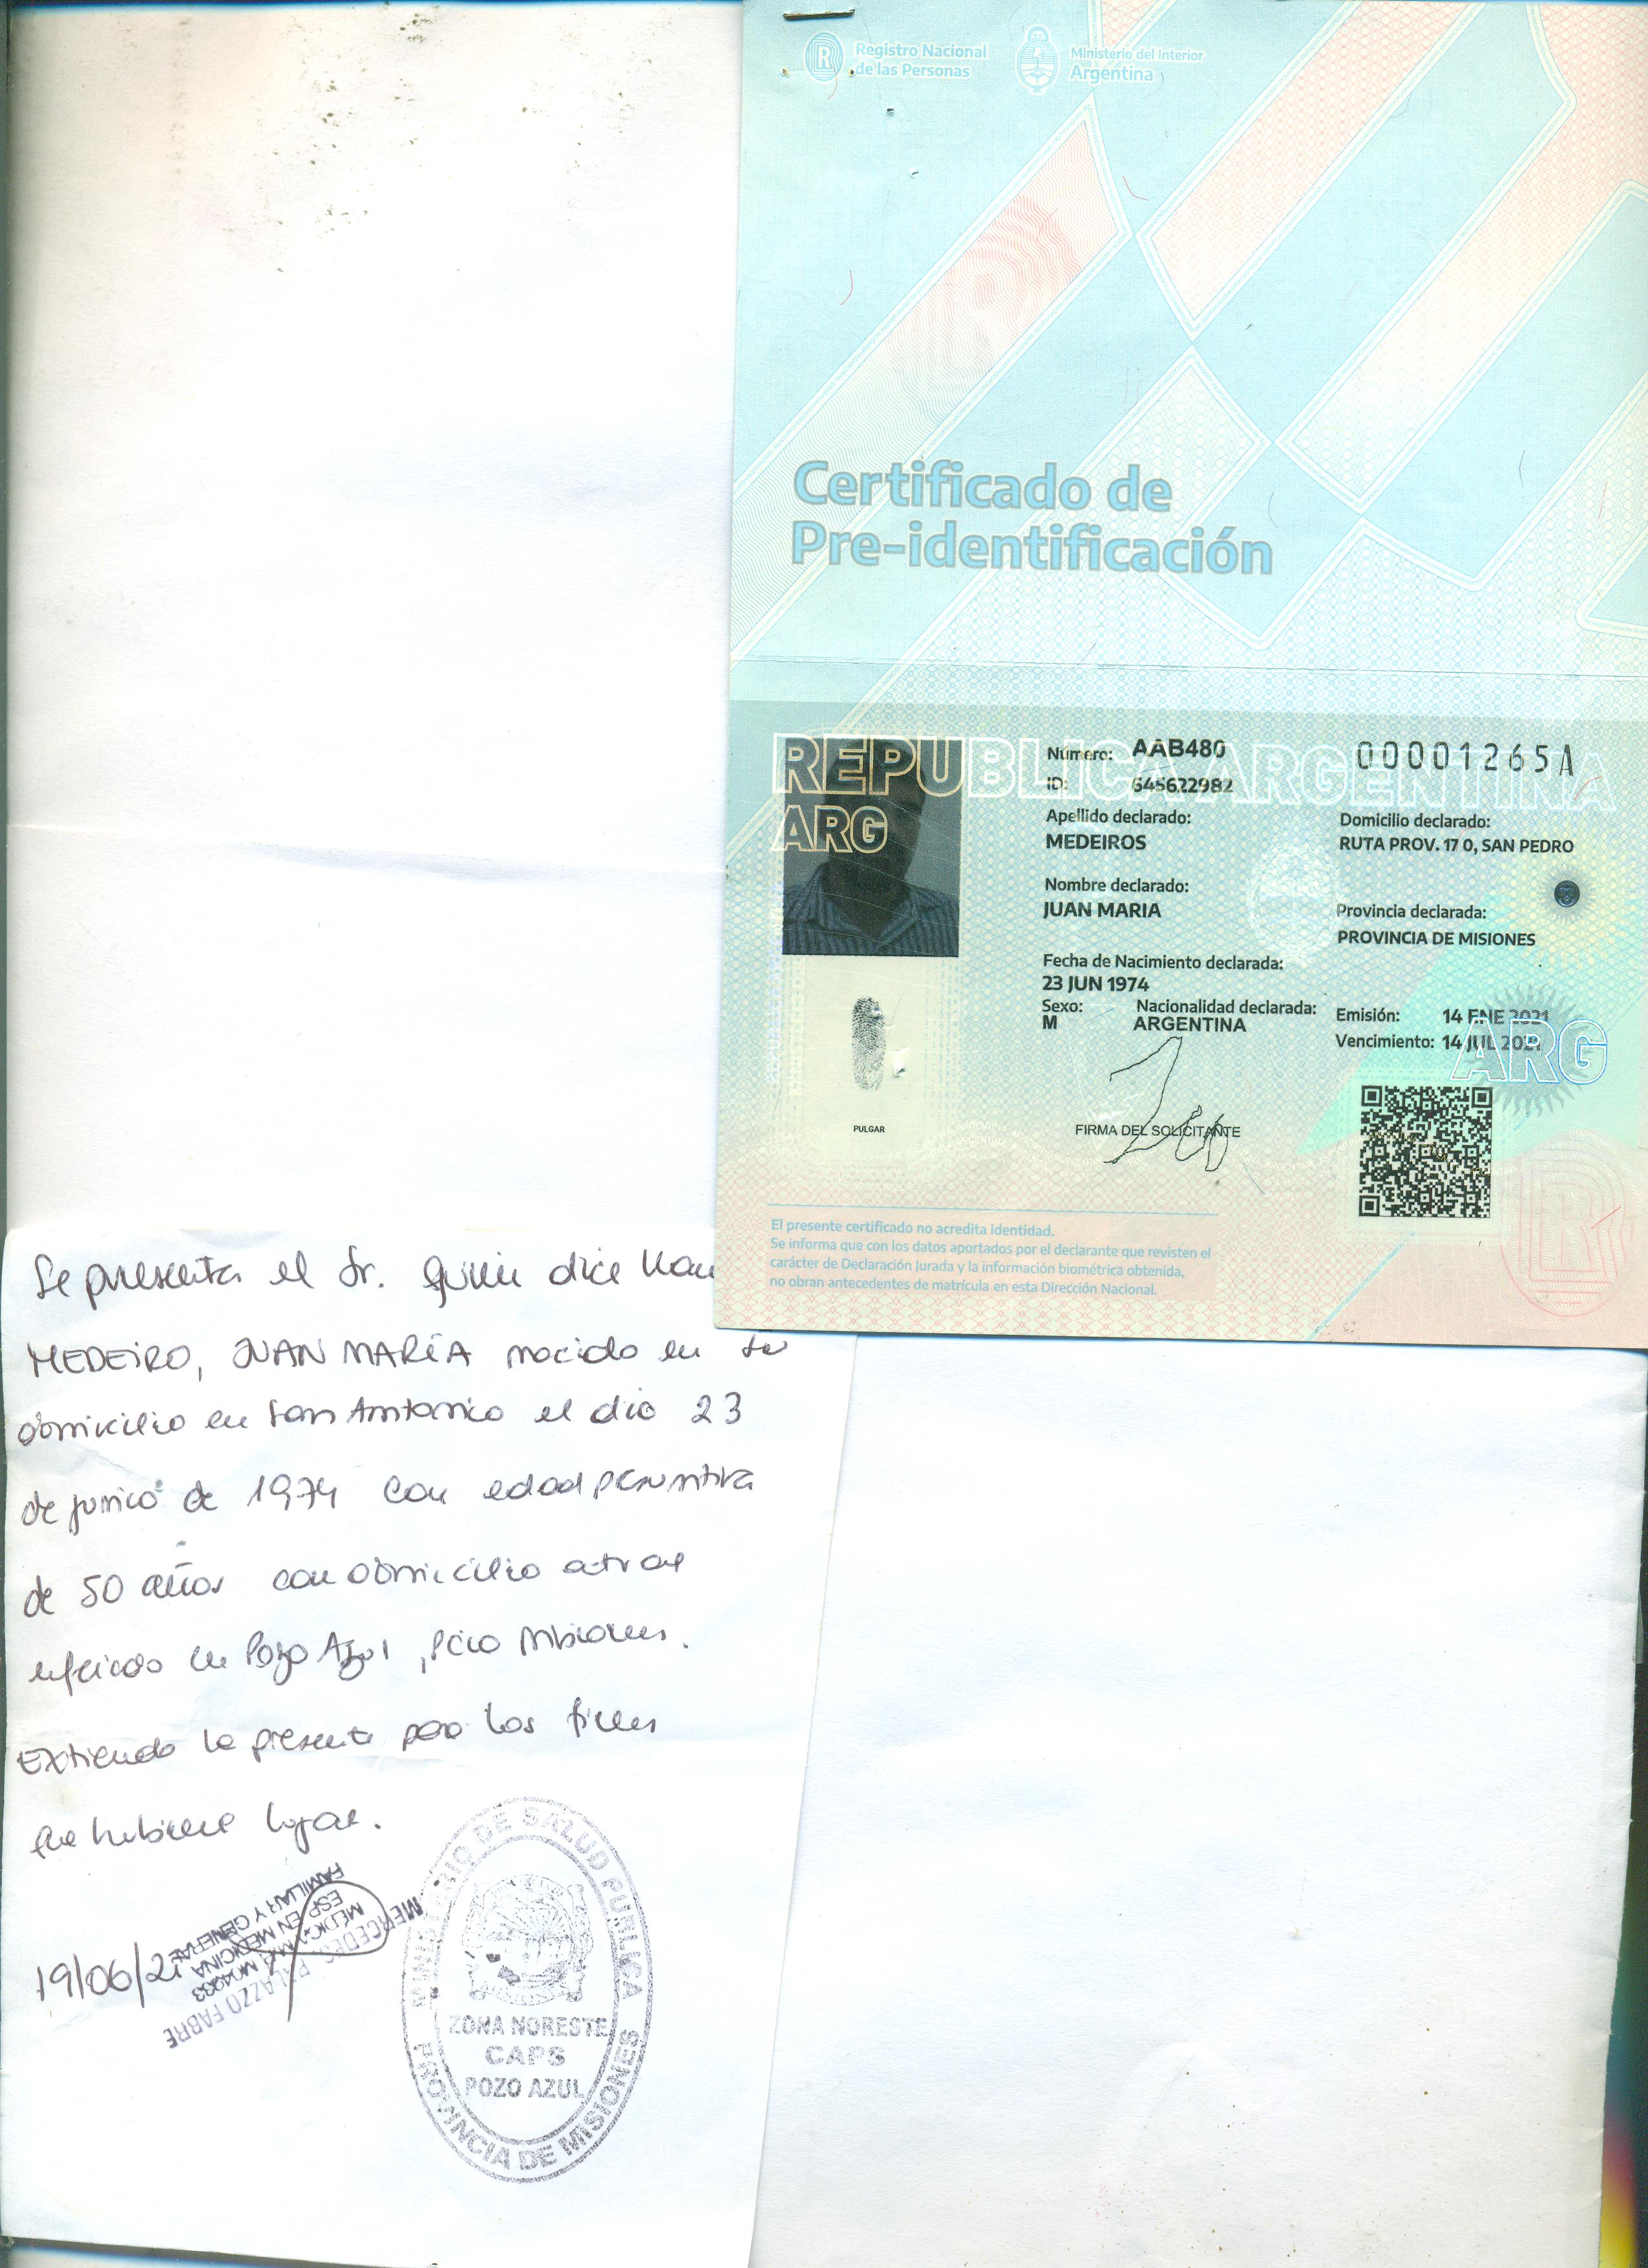 Registro Nacional
de las Personas
Ministerio del Interior
Argentina
Certificado de
Pre-identificación
REPUBLICA ARGENTINA
ARG
Número: AAB480
00001265A
ID: 645622982
Apellido declarado:
MEDEIROS
Domicilio declarado:
RUTA PROV. 17 0, SAN PEDRO
Nombre declarado:
JUAN MARIA
Provincia declarada:
PROVINCIA DE MISIONES
Fecha de Nacimiento declarada:
23 JUN 1974
Sexo:
M
Nacionalidad declarada:
ARGENTINA
Emisión: 14 ENE 2021
Vencimiento: 14 JUL 2021
ARG
PULGAR
FIRMA DEL SOLICITANTE
El presente certificado no acredita identidad.
Se informa que con los datos aportados por el declarante que revisten el
carácter de Declaración Jurada y la información biométrica obtenida,
no obran antecedentes de matrícula en esta Dirección Nacional.
Se presenta el Sr. quien dice
MEDEIRO, JUAN MARÍA nacido en su
domicilio en San Antonio el día 23
de junio de 1974 con edad presuntiva
de 50 años con domicilio actual
en Pozo Azul, Misiones.
Extiendo la presente para los fines
que hubiere lugar.
19/06/21
MERCEDES PALAZZO FABRE
MEDICA M04933
ESP. EN MEDICINA
FAMILIAR Y GENERAL
MINISTERIO DE SALUD PUBLICA
ZONA NORESTE
CAPS
POZO AZUL
PROVINCIA DE MISIONES